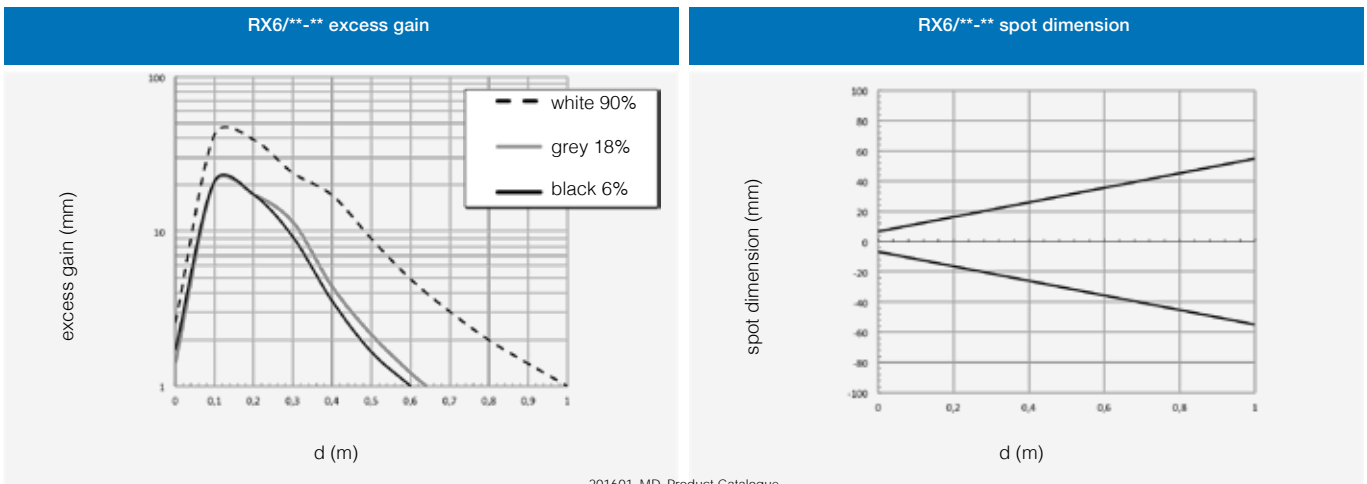 RX6/**-** excess gain
RX6/**-** spot dimension
100
10
1
excess gain (mm)
white 90%
grey 18%
black 6%
0 0,1 0,2 0,3 0,4 0,5 0,6 0,7 0,8 0,9 1
d (m)
100
80
60
40
20
0
-20
-40
-60
-80
-100
spot dimension (mm)
0 0,2 0,4 0,6 0,8 1
d (m)
201601_MD_Product Catalogue